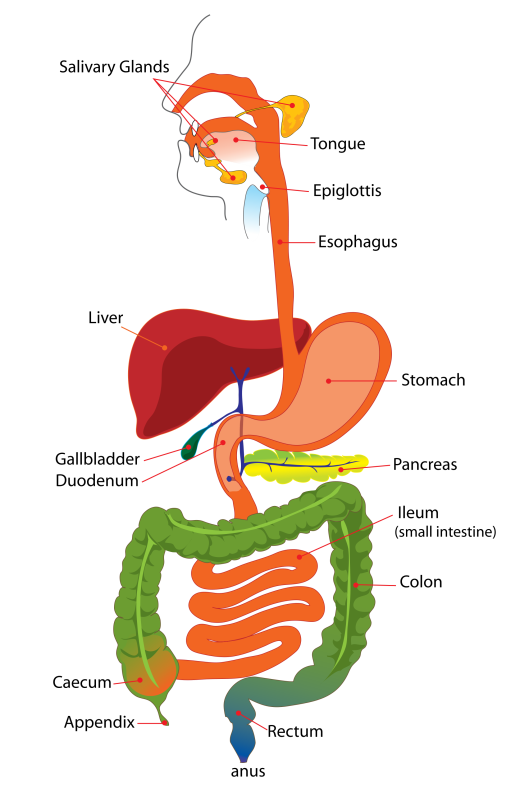 Salivary Glands
Tongue
Epiglottis
Esophagus
Liver
Stomach
Gallbladder
Duodenum
Pancreas
Ileum
(small intestine)
Colon
Caecum
Appendix
Rectum
anus